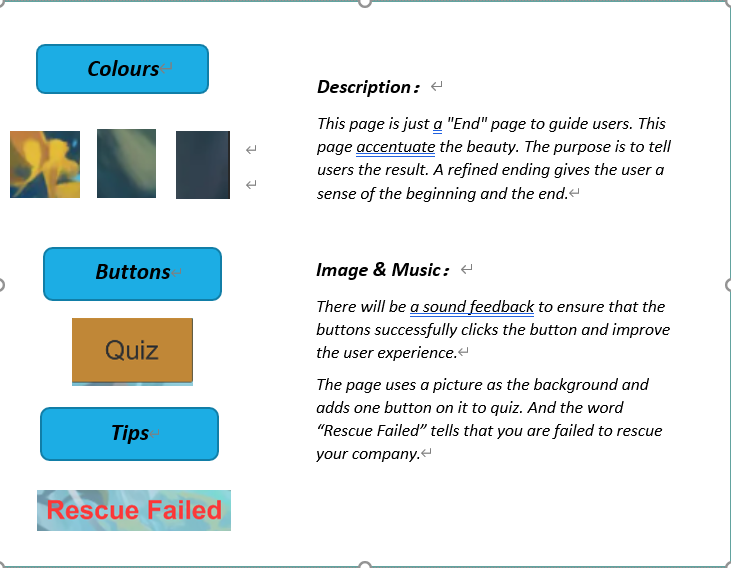 Colours
Description：
This page is just a "End" page to guide users. This
page accentuate the beauty. The purpose is to tell
users the result. A refined ending gives the user a
sense of the beginning and the end.
Buttons
Quiz
Tips
Rescue Failed
Image & Music：
There will be a sound feedback to ensure that the
buttons successfully clicks the button and improve
the user experience.
The page uses a picture as the background and
adds one button on it to quiz. And the word
“Rescue Failed” tells that you are failed to rescue
your company.